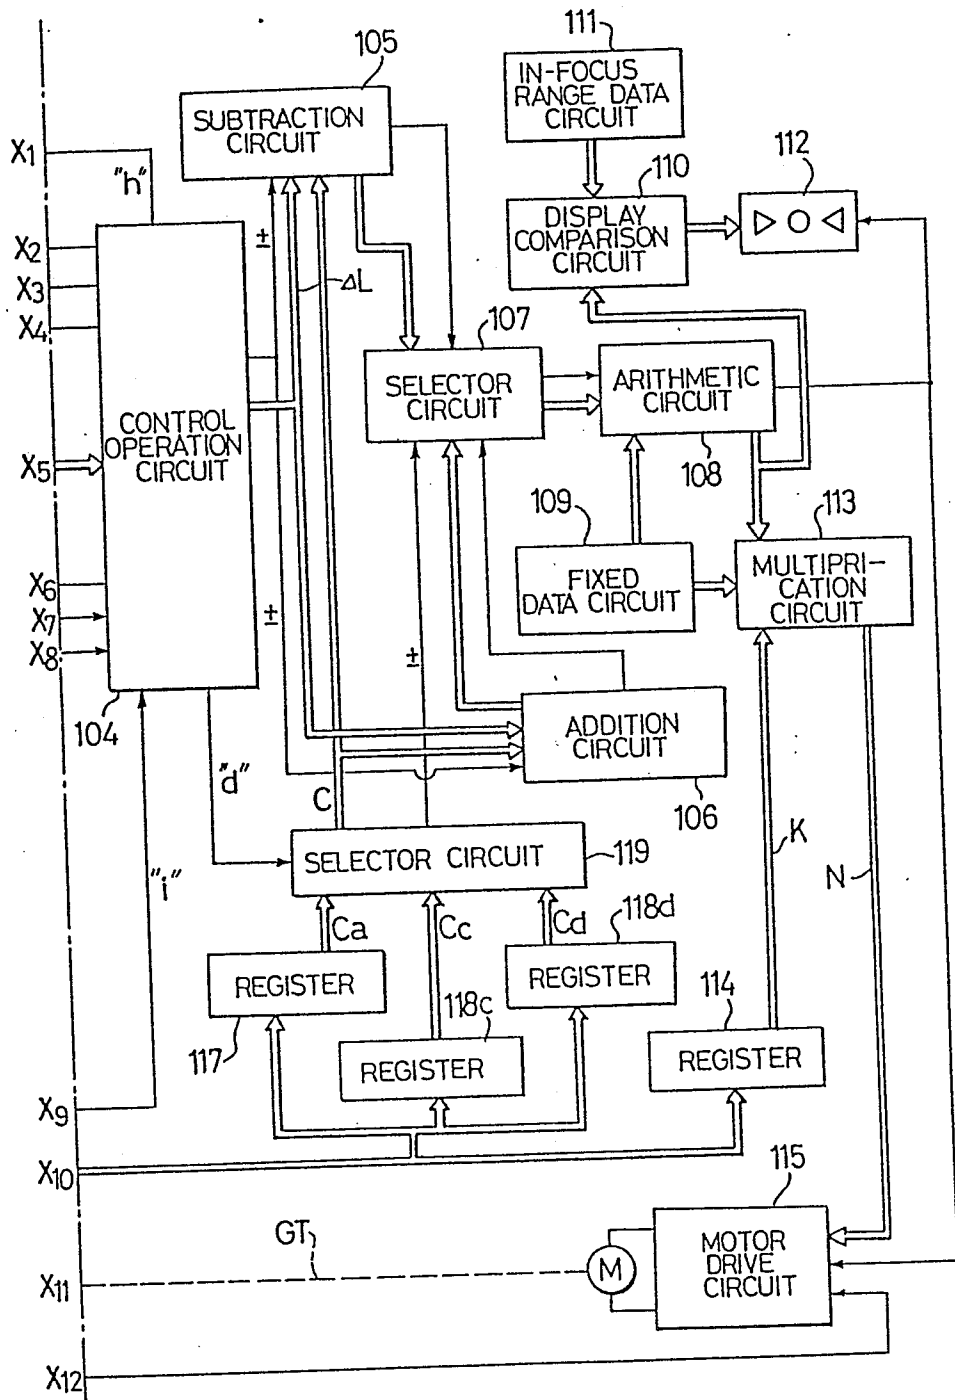 111
105
IN-FOCUS
RANGE DATA
CIRCUIT
SUBTRACTION
CIRCUIT
112
110
X1
"h"
DISPLAY
COMPARISON
CIRCUIT
▷ O ◁
X2
±
X3
ΔL
X4
107
SELECTOR
CIRCUIT
ARITHMETIC
CIRCUIT
CONTROL
OPERATION
CIRCUIT
X5
108
109
113
X6
FIXED
DATA CIRCUIT
MULTIPRI-
CATION
CIRCUIT
X7
±
X8
±
104
ADDITION
CIRCUIT
"d"
C
106
K
SELECTOR CIRCUIT
119
N
"i"
Ca
Cc
Cd
118d
REGISTER
REGISTER
118c
114
117
REGISTER
REGISTER
X9
X10
115
GT
MOTOR
DRIVE
CIRCUIT
M
X11
X12